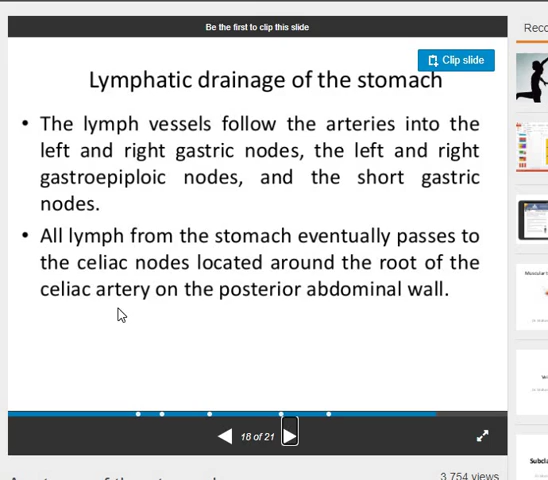 Be the first to clip this slide
Clip slide
Lymphatic drainage of the stomach
• The lymph vessels follow the arteries into the
left and right gastric nodes, the left and right
gastroepiploic nodes, and the short gastric
nodes.
• All lymph from the stomach eventually passes to
the celiac nodes located around the root of the
celiac artery on the posterior abdominal wall.
18 of 21
3,754 views
Reco
Subcla